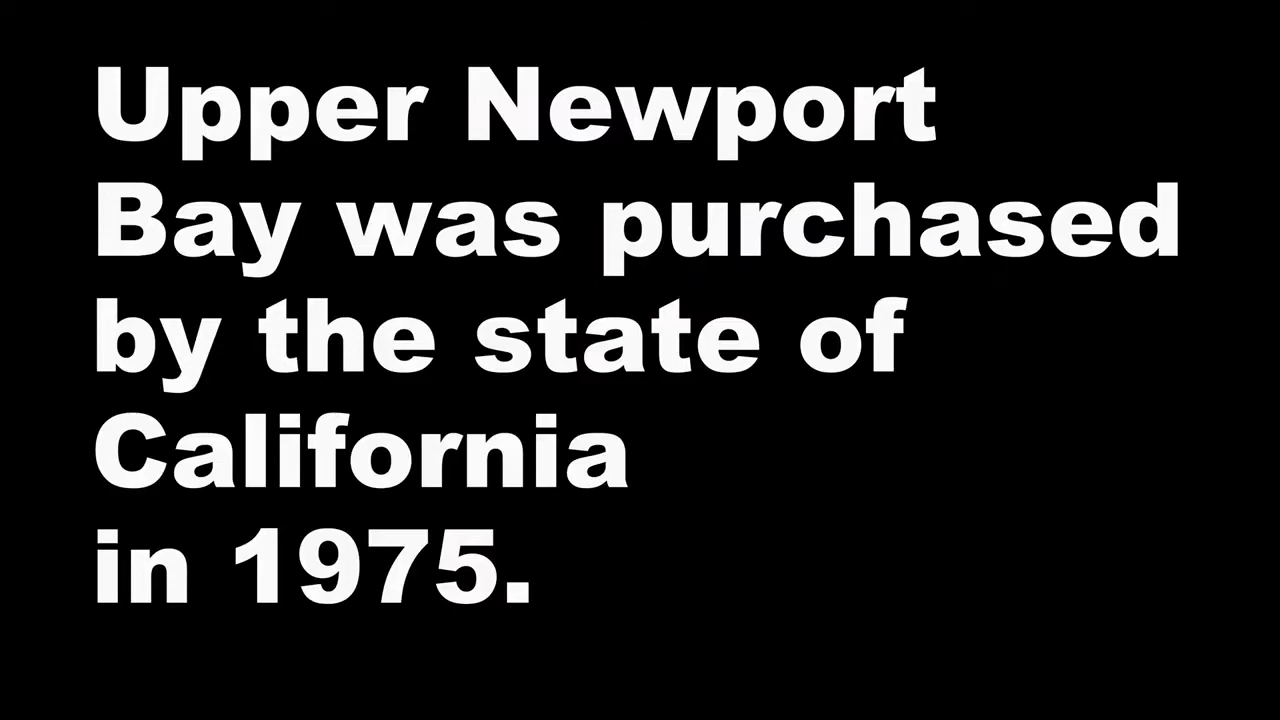 Upper Newport
Bay was purchased
by the state of
California
in 1975.